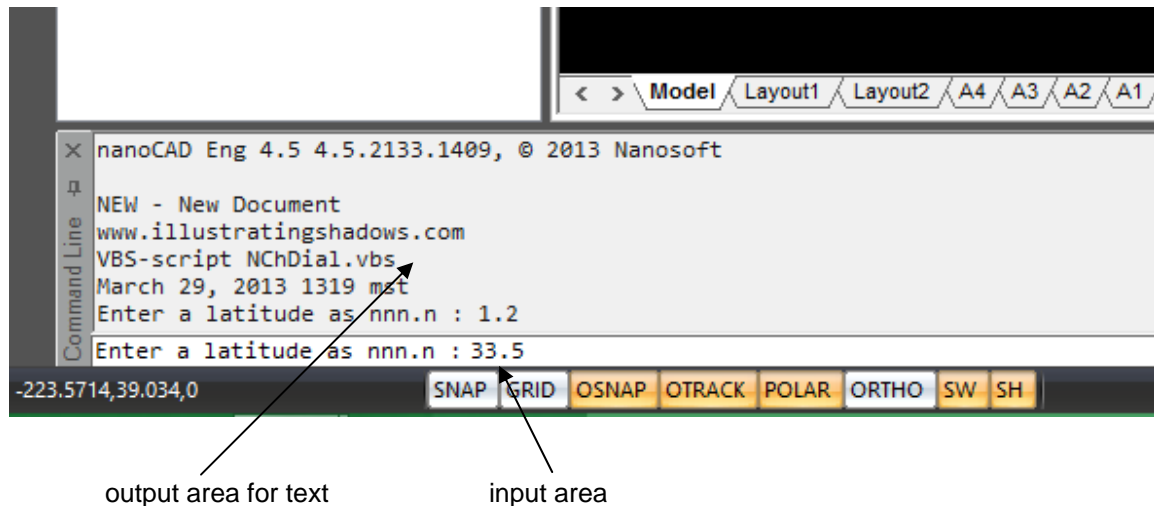 < > Model Layout1 Layout2 A4 A3 A2 A1
nanoCAD Eng 4.5 4.5.2133.1409, © 2013 Nanosoft
NEW - New Document
www.illustratingshadows.com
VBS-script NChDial.vbs
March 29, 2013 1319 mst
Enter a latitude as nnn.n : 1.2
Command Line
Enter a latitude as nnn.n : 33.5
-223.5714,39.034,0 SNAP GRID OSNAP OTRACK POLAR ORTHO SW SH
output area for text input area